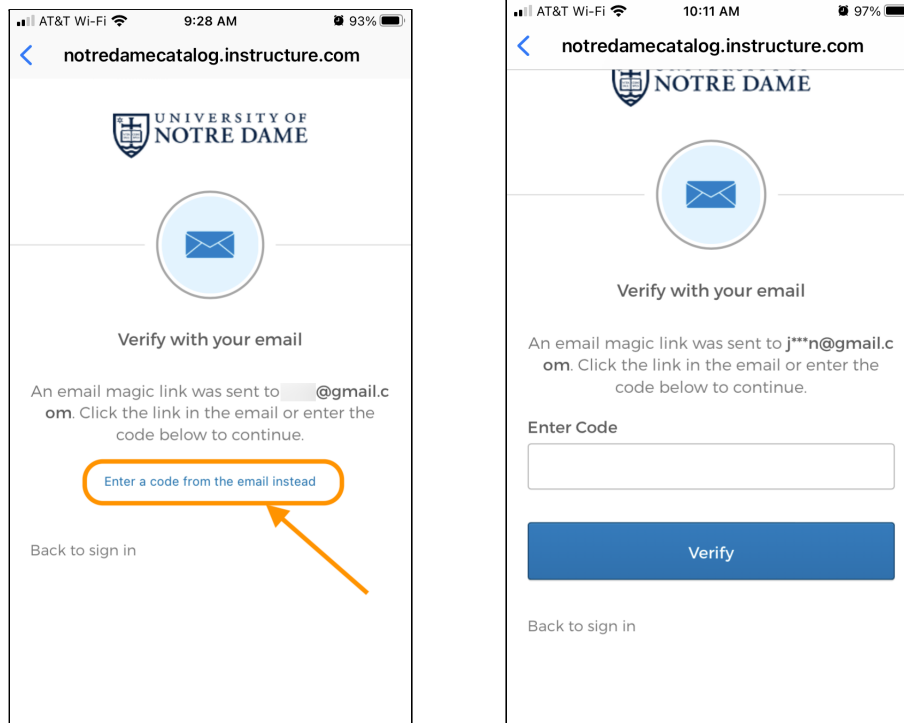 AT&T Wi-Fi 9:28 AM 93%
notredamecatalog.instructure.com
UNIVERSITY OF
NOTRE DAME
Verify with your email
An email magic link was sent to @gmail.c
om. Click the link in the email or enter the
code below to continue.
Enter a code from the email instead
Back to sign in
AT&T Wi-Fi 10:11 AM 97%
notredamecatalog.instructure.com
NOTRE DAME
Verify with your email
An email magic link was sent to j***n@gmail.c
om. Click the link in the email or enter the
code below to continue.
Enter Code
Verify
Back to sign in